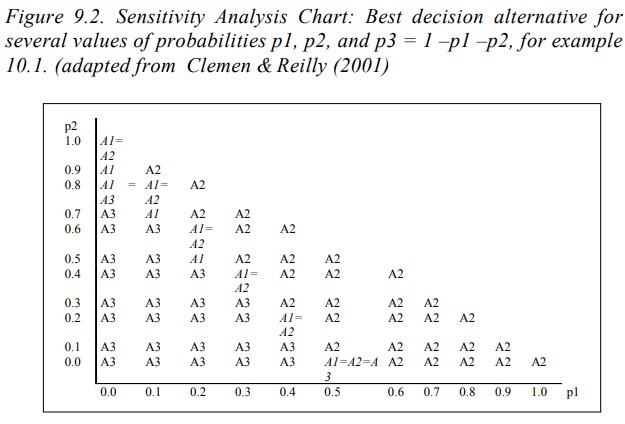 Figure 9.2. Sensitivity Analysis Chart: Best decision alternative for
several values of probabilities p1, p2, and p3 = 1 –p1 –p2, for example
10.1. (adapted from Clemen & Reilly (2001)
p2
1.0 A1=
A2
0.9 A1 A2
0.8 A1 = A1= A2
A3 A2
0.7 A3 A1 A2 A2
0.6 A3 A3 A1= A2 A2
A2
0.5 A3 A3 A1 A2 A2 A2
0.4 A3 A3 A3 A1= A2 A2 A2
A2
0.3 A3 A3 A3 A3 A2 A2 A2 A2
0.2 A3 A3 A3 A3 A1= A2 A2 A2 A2
A2
0.1 A3 A3 A3 A3 A3 A2 A2 A2 A2 A2
0.0 A3 A3 A3 A3 A3 A1=A2=A A2 A2 A2 A2 A2
3
0.0 0.1 0.2 0.3 0.4 0.5 0.6 0.7 0.8 0.9 1.0 p1